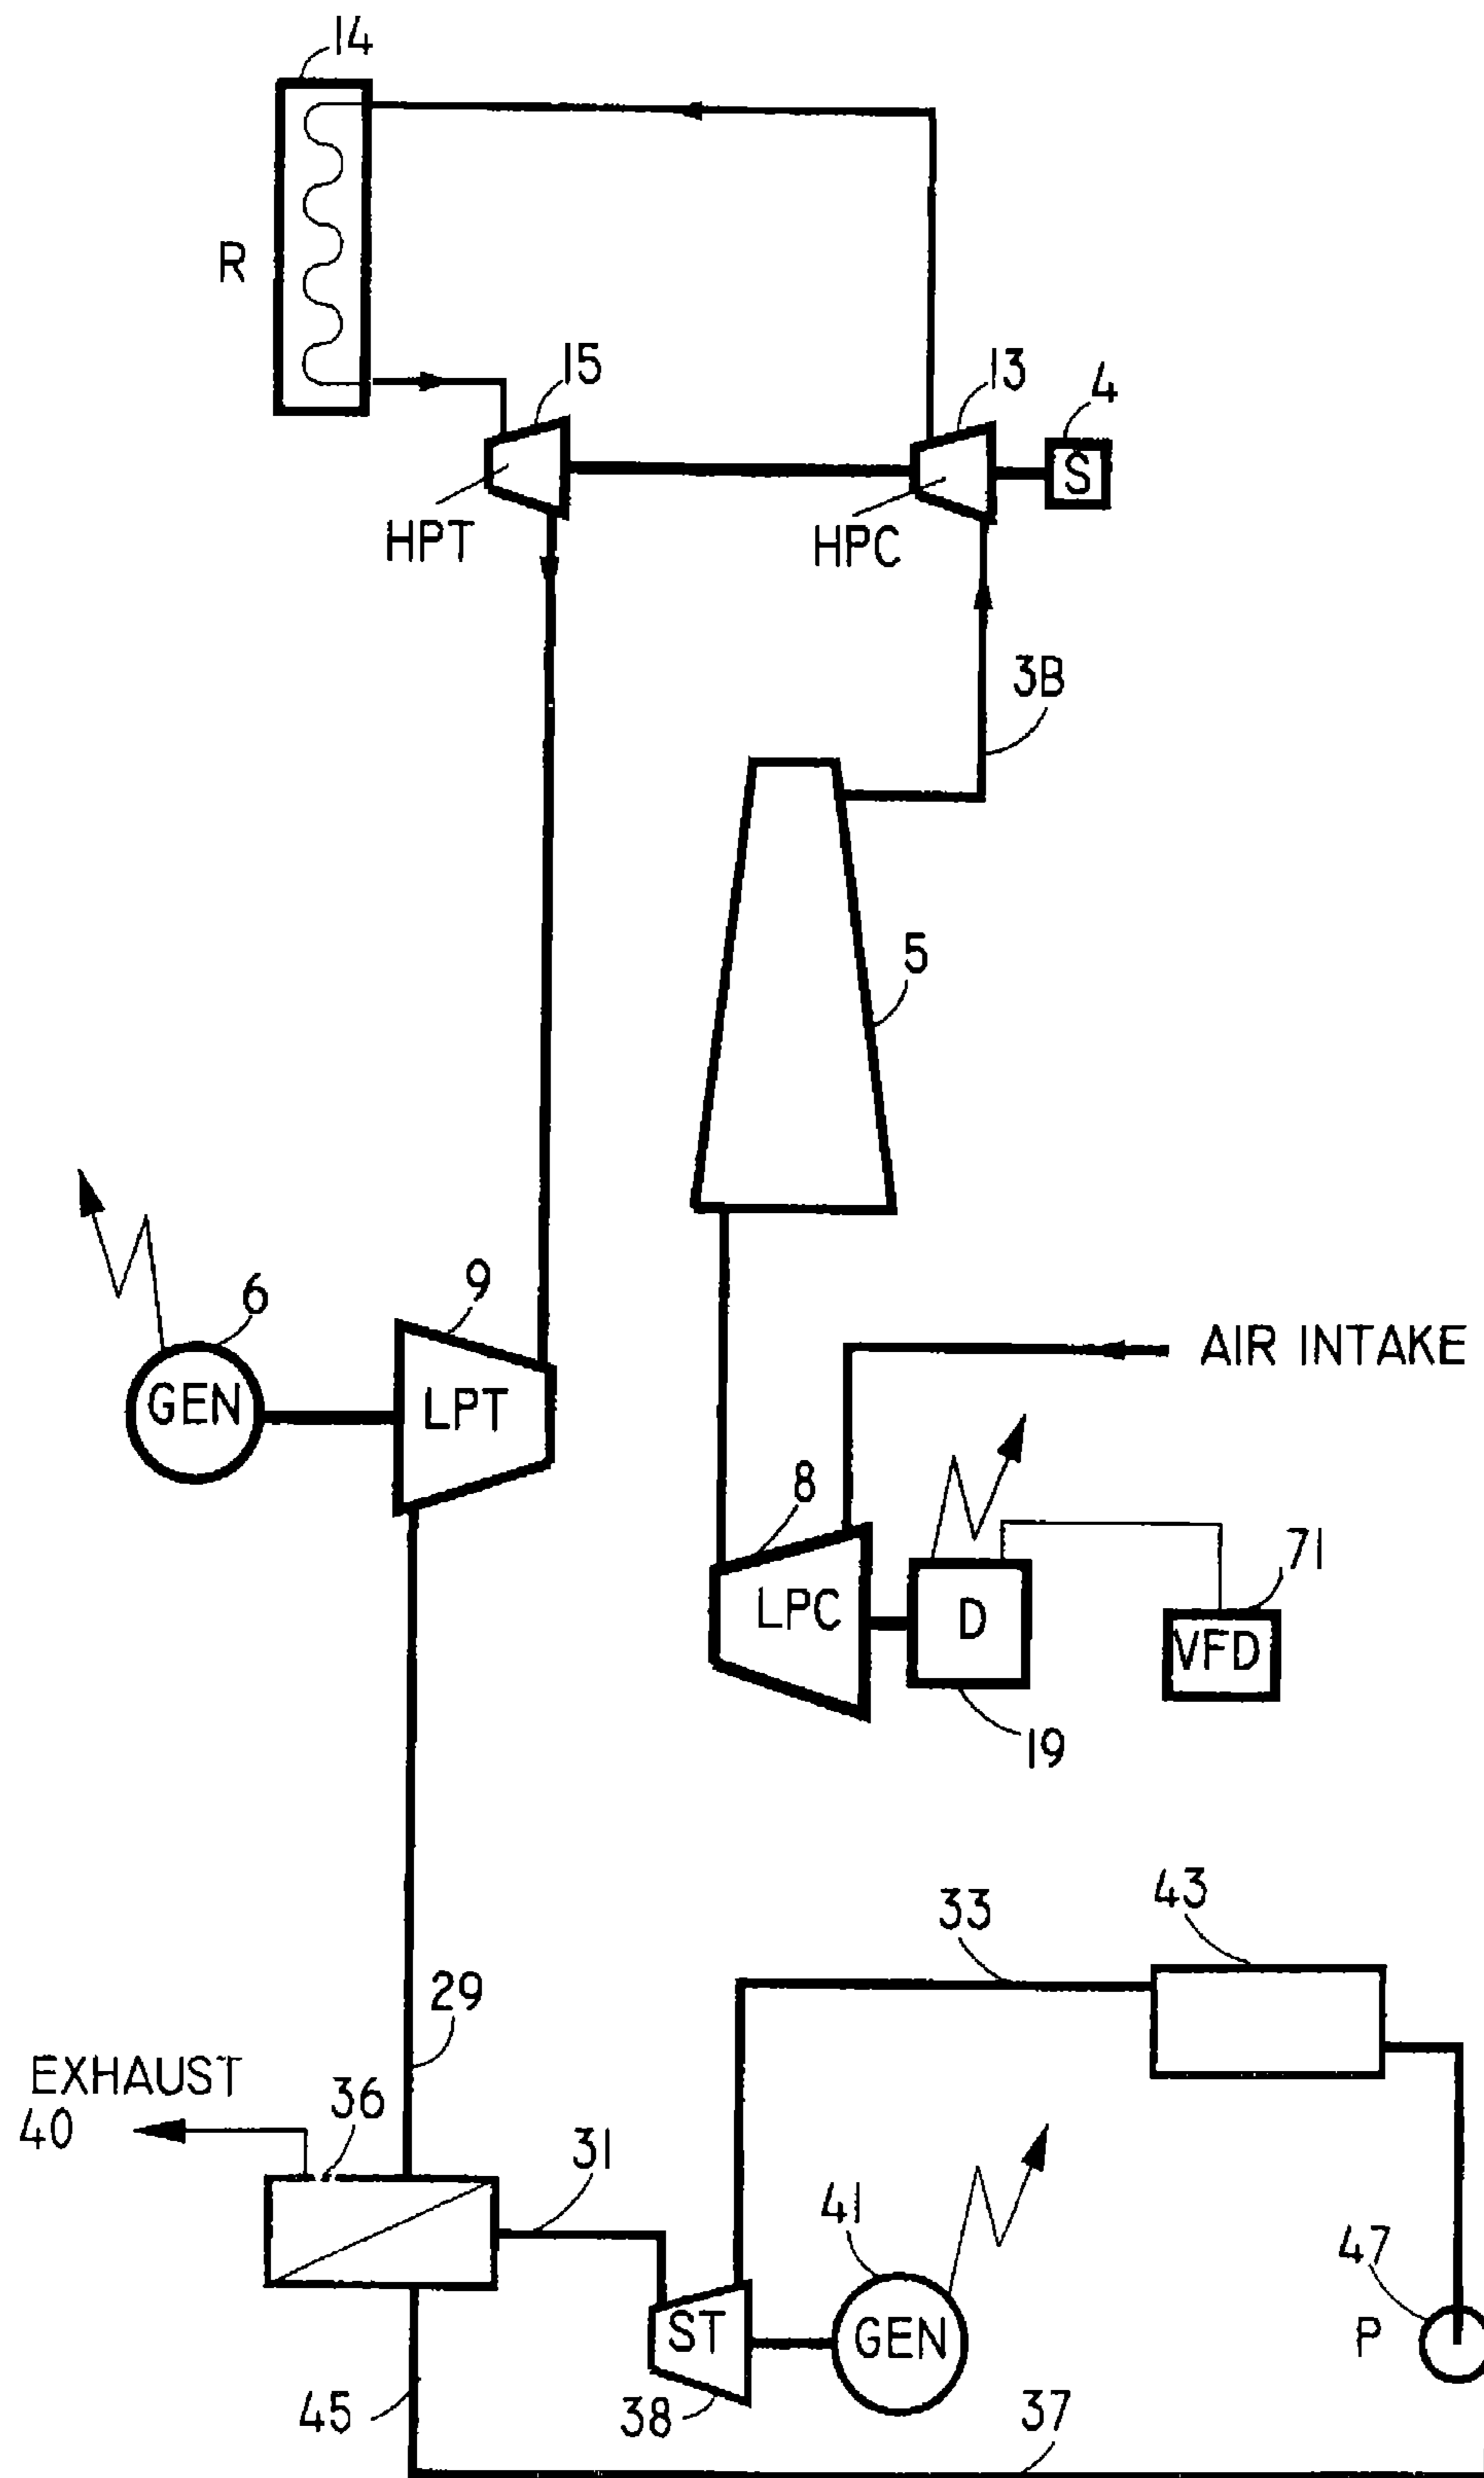 14
R
15
13
4
S
HPT
HPC
3B
5
6
9
GEN
LPT
AIR INTAKE
8
LPC
D
71
VFD
19
33
43
29
EXHAUST
40
36
31
41
47
ST
GEN
P
45
38
37